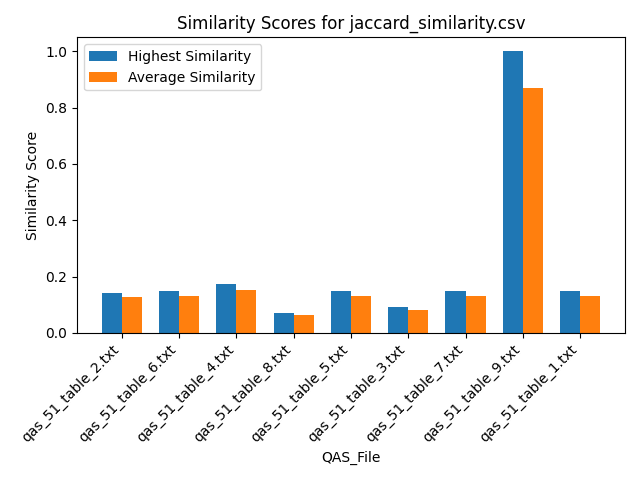 Similarity Scores for jaccard_similarity.csv
Highest Similarity
Average Similarity
Similarity Score
1.0
0.8
0.6
0.4
0.2
0.0
qas_51_table_2.txt
qas_51_table_6.txt
qas_51_table_4.txt
qas_51_table_8.txt
qas_51_table_5.txt
qas_51_table_3.txt
qas_51_table_7.txt
qas_51_table_9.txt
qas_51_table_1.txt
QAS_File